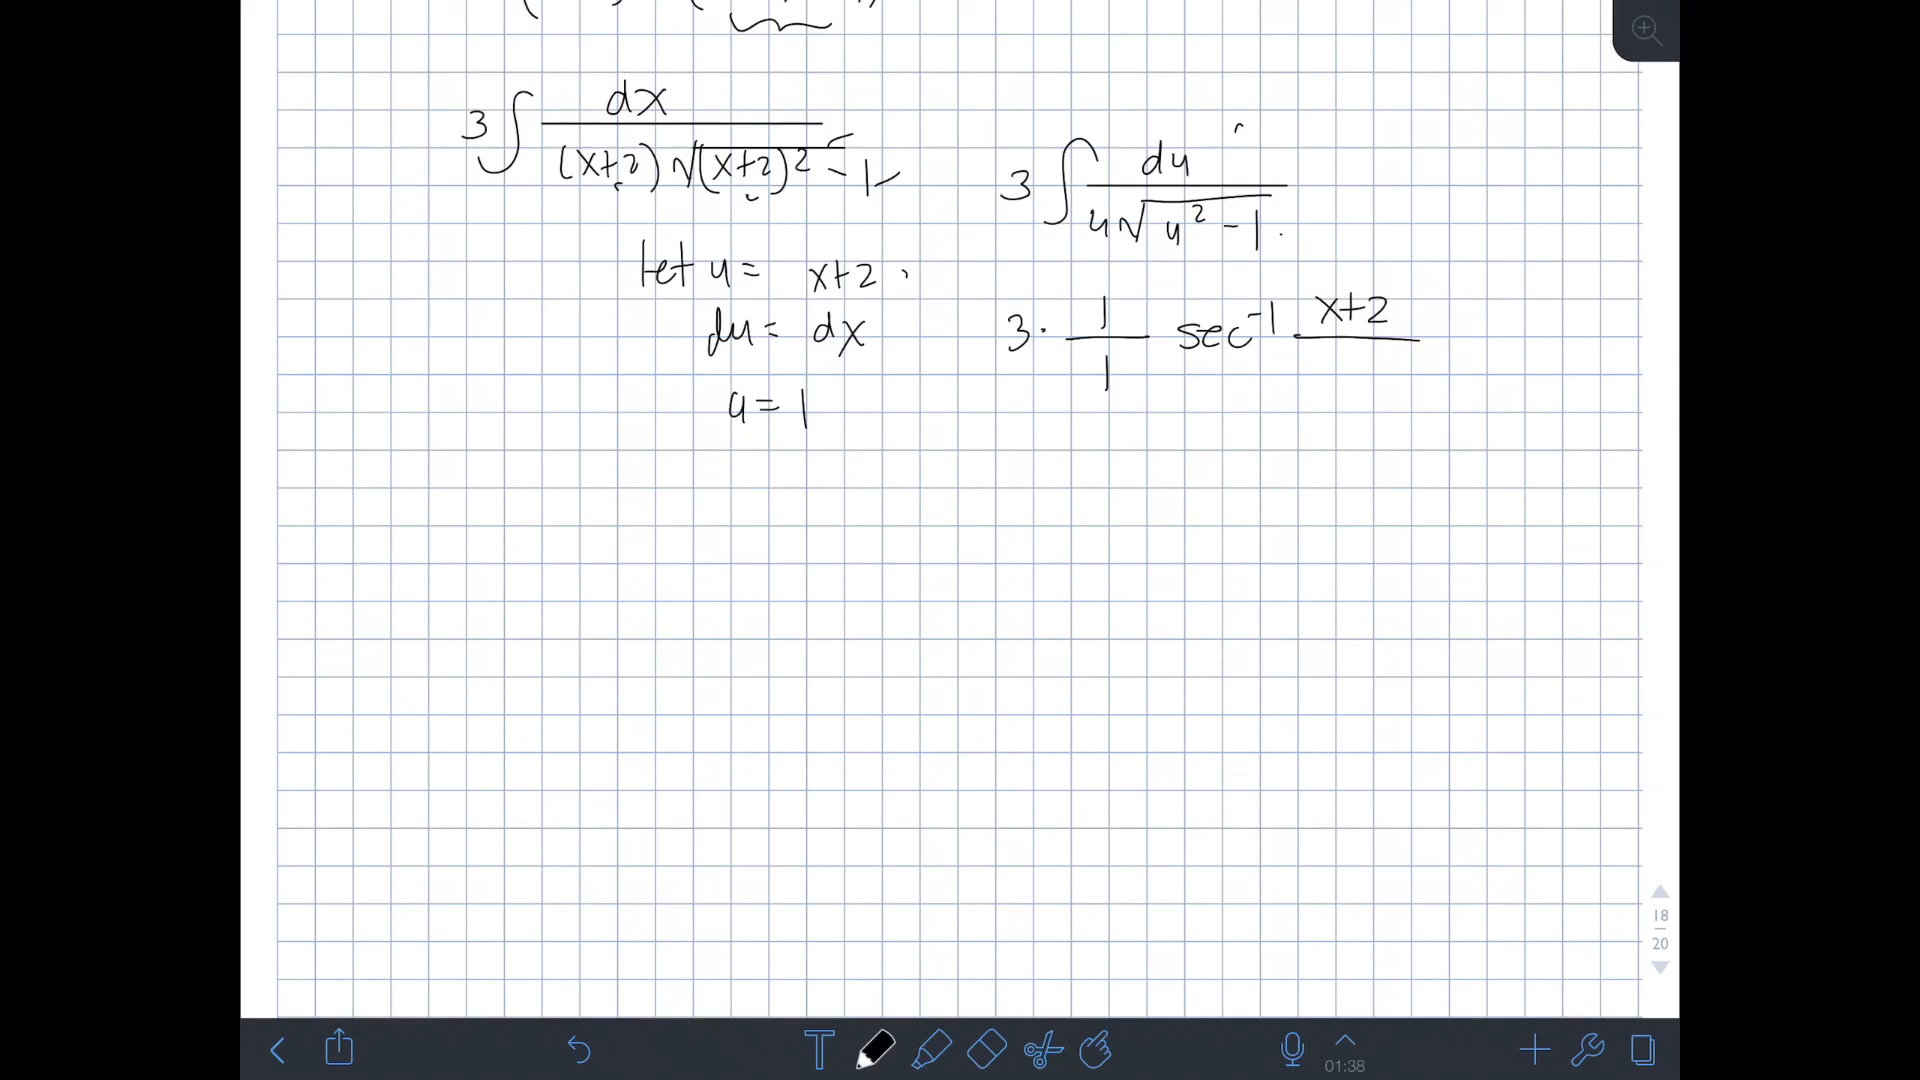 3∫ dx / (x+2)√(x+2)² - 1
let u = x+2
du = dx
a = 1
3∫ du / u√u² - 1
3 · 1/1 sec⁻¹ x+2
18
20
01:38